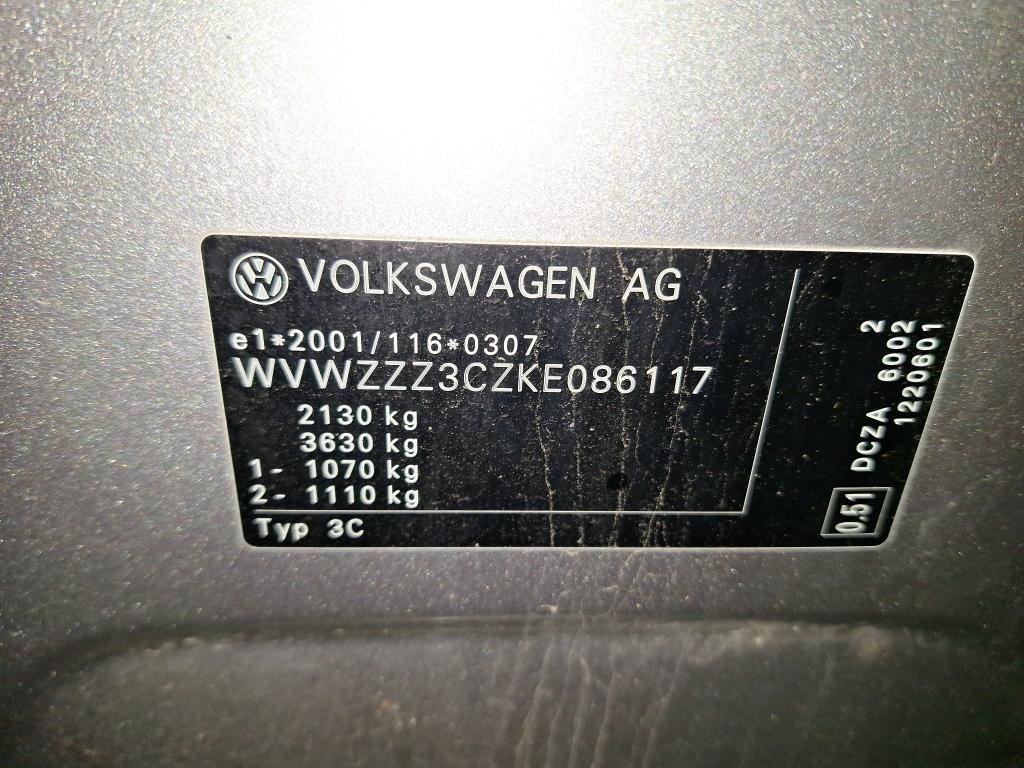 VOLKSWAGEN AG
e1*2001/116*0307
WVWZZZ3CZKE086117
2130 kg
3630 kg
1- 1070 kg
2- 1110 kg
Typ 3C
0.51 DCZA 6002 2
1220601